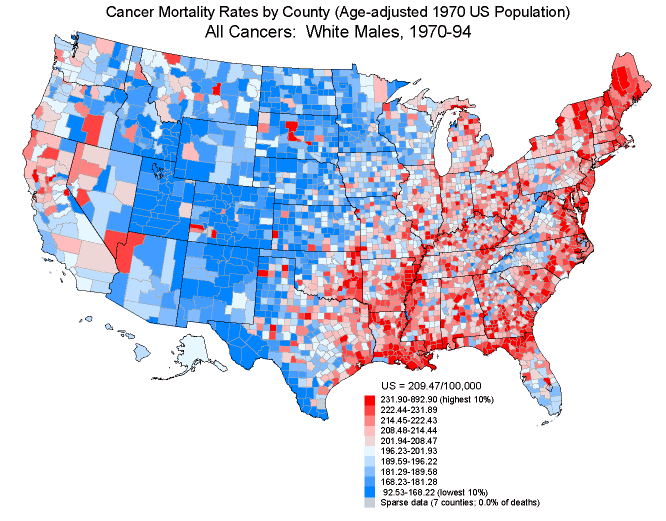 Cancer Mortality Rates by County (Age-adjusted 1970 US Population)
All Cancers: White Males, 1970-94
US = 209.47/100,000
231.90-892.90 (highest 10%)
222.44-231.89
214.45-222.43
208.48-214.44
201.94-208.47
196.23-201.93
189.59-196.22
181.29-189.58
168.23-181.28
92.53-168.22 (lowest 10%)
Sparse data (7 counties; 0.0% of deaths)